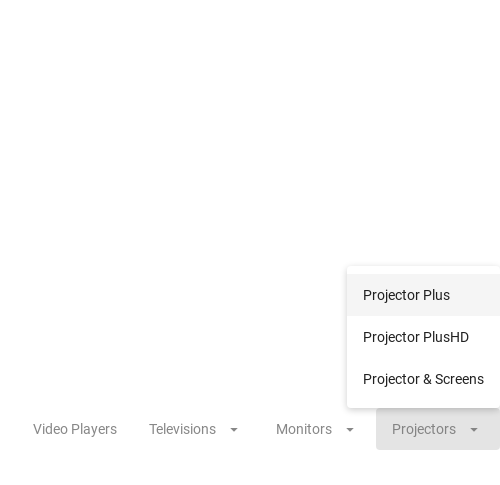 Projector Plus
Projector PlusHD
Projector & Screens
Video Players Televisions Monitors Projectors